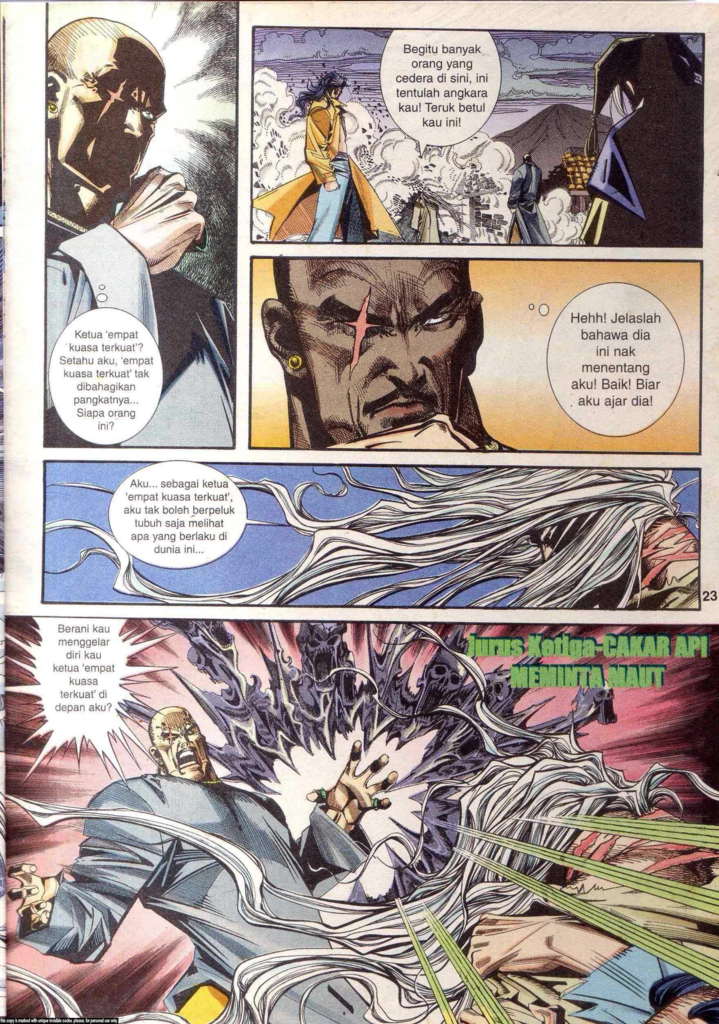 Begitu banyak
orang yang
cedera di sini, ini
tentulah angkara
kau! Teruk betul
kau ini!
Ketua ‘empat
kuasa terkuat’?
Setahu aku, ‘empat
kuasa terkuat’ tak
dibahagikan
pangkatnya...
Siapa orang
ini?
Hehh! Jelaslah
bahawa dia
ini nak
menentang
aku! Baik! Biar
aku ajar dia!
Aku... sebagai ketua
‘empat kuasa terkuat’,
aku tak boleh berpeluk
tubuh saja melihat
apa yang berlaku di
dunia ini...
23
Berani kau
menggelar
diri kau
ketua ‘empat
kuasa
terkuat’ di
depan aku?
Jurus Ketiga-CAKAR API
MEMINTA MAUT